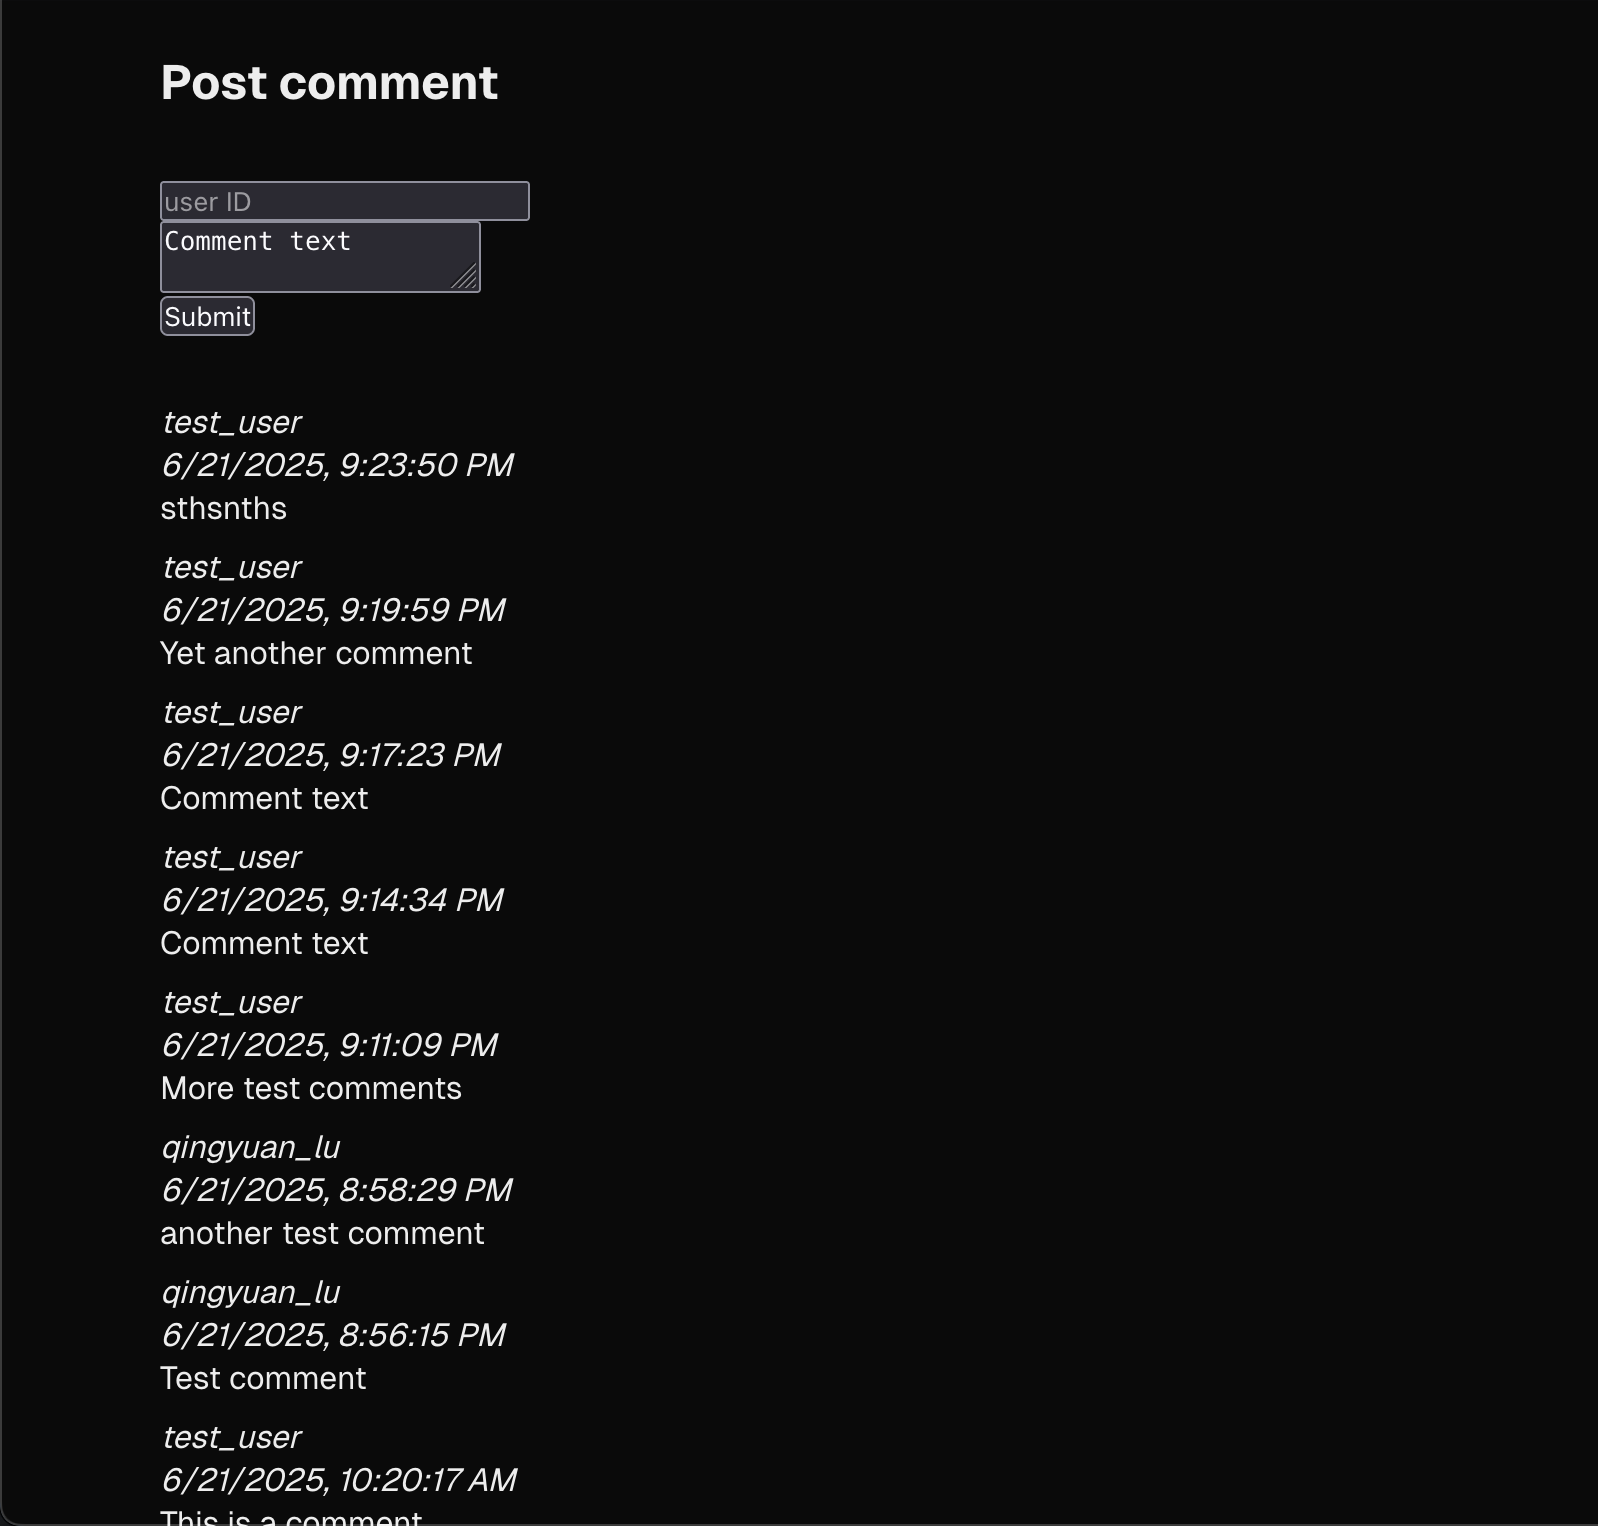 Post comment
user ID
Comment text
Submit
test_user
6/21/2025, 9:23:50 PM
sthsnths
test_user
6/21/2025, 9:19:59 PM
Yet another comment
test_user
6/21/2025, 9:17:23 PM
Comment text
test_user
6/21/2025, 9:14:34 PM
Comment text
test_user
6/21/2025, 9:11:09 PM
More test comments
qingyuan_lu
6/21/2025, 8:58:29 PM
another test comment
qingyuan_lu
6/21/2025, 8:56:15 PM
Test comment
test_user
6/21/2025, 10:20:17 AM
This is a comment